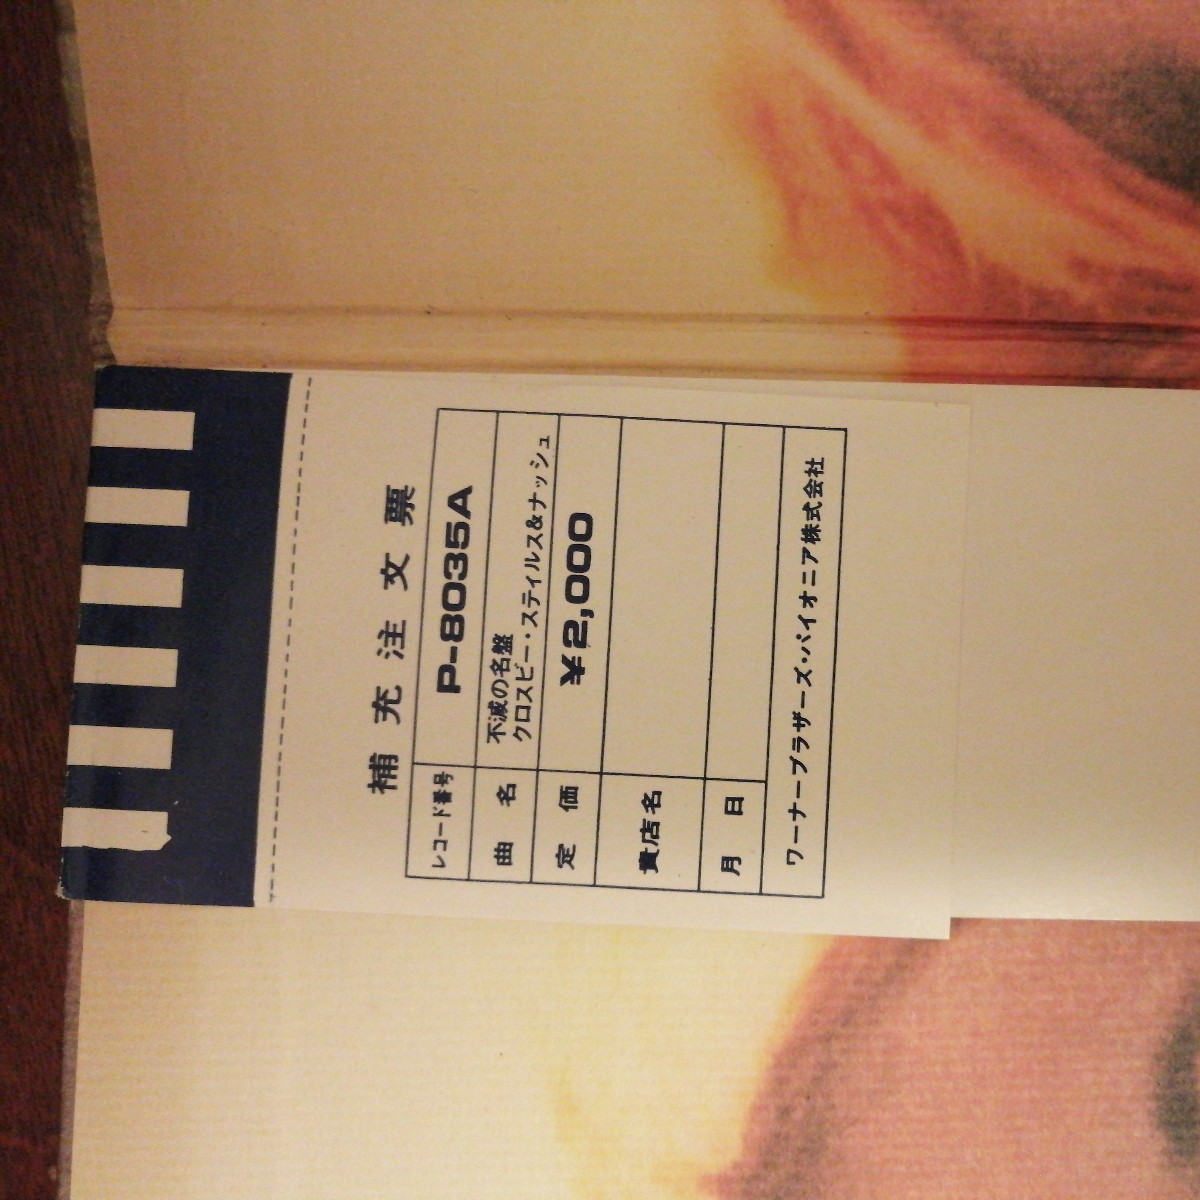 補充注文票
レコード番号 P-8035A
曲 名 不滅の名盤
クロスビー・スティルス&ナッシュ
定 価 ¥2,000
貴店名
月 日
ワーナーブラザーズ・パイオニア株式会社